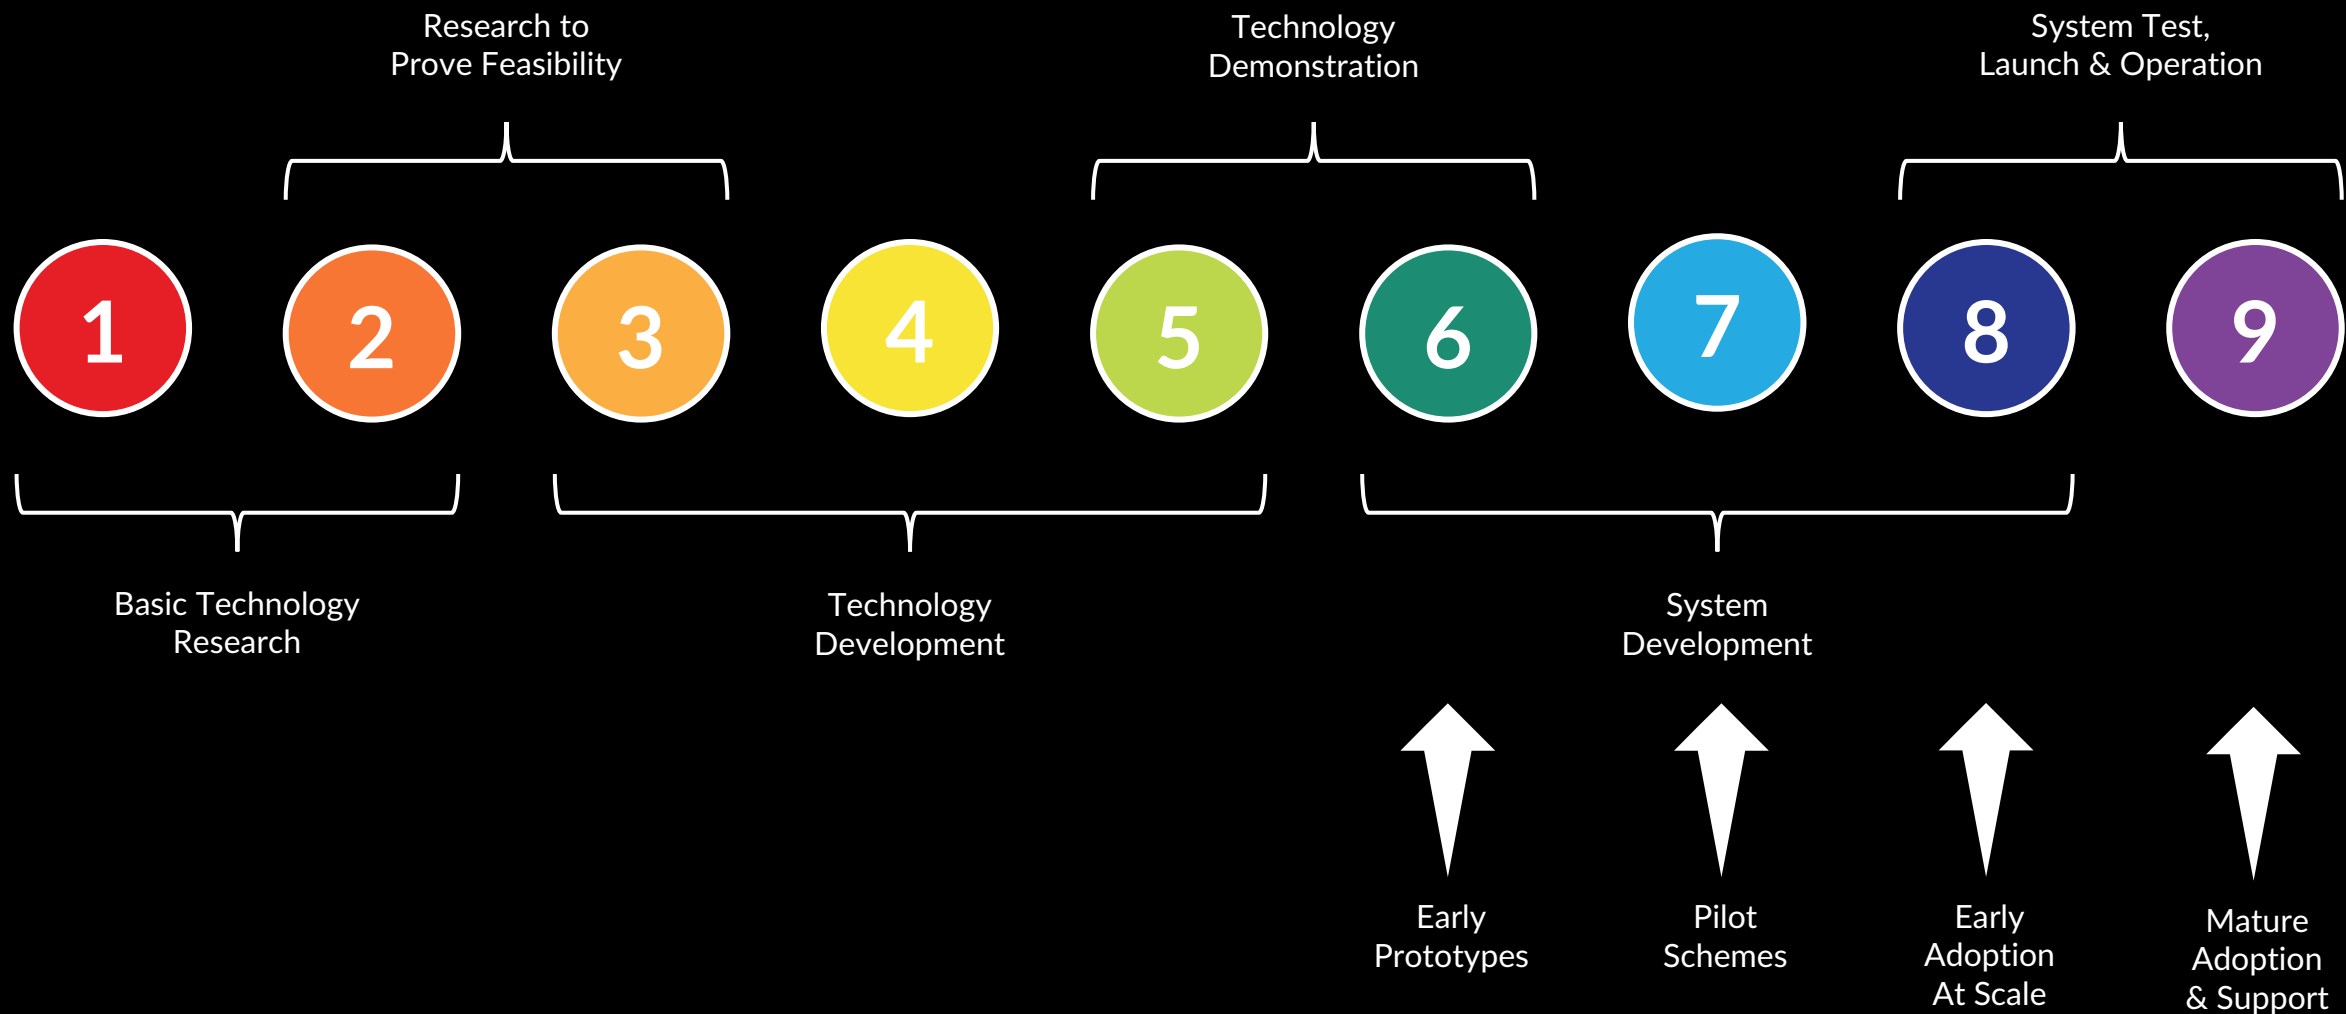 Research to
Prove Feasibility
Technology
Demonstration
System Test,
Launch & Operation
1
2
3
4
5
6
7
8
9
Basic Technology
Research
Technology
Development
System
Development
Early
Prototypes
Pilot
Schemes
Early
Adoption
At Scale
Mature
Adoption
& Support